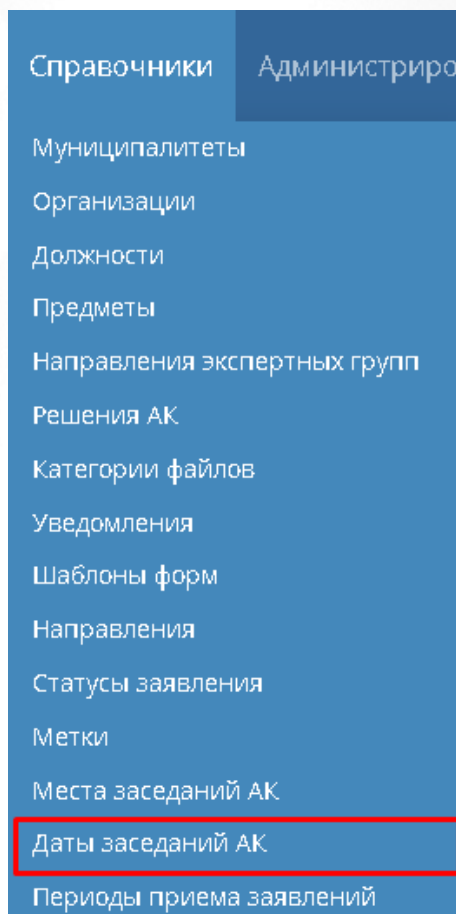 Справочники Администриро
Муниципалитеты
Организации
Должности
Предметы
Направления экспертных групп
Решения АК
Категории файлов
Уведомления
Шаблоны форм
Направления
Статусы заявления
Метки
Места заседаний АК
Даты заседаний АК
Периоды приема заявлений